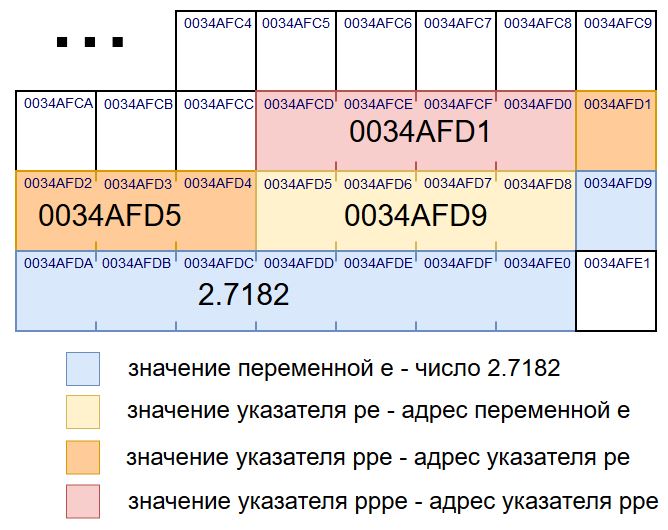 ...
0034AFC4 0034AFC5 0034AFC6 0034AFC7 0034AFC8 0034AFC9
0034AFCA 0034AFCB 0034AFCC 0034AFCD 0034AFCE 0034AFCF 0034AFD0 0034AFD1
0034AFD1
0034AFD2 0034AFD3 0034AFD4 0034AFD5 0034AFD6 0034AFD7 0034AFD8 0034AFD9
0034AFD5 0034AFD9
0034AFDA 0034AFDB 0034AFDC 0034AFDD 0034AFDE 0034AFDF 0034AFE0 0034AFE1
2.7182
значение переменной e - число 2.7182
значение указателя pe - адрес переменной e
значение указателя ppe - адрес указателя pe
значение указателя pppe - адрес указателя ppe